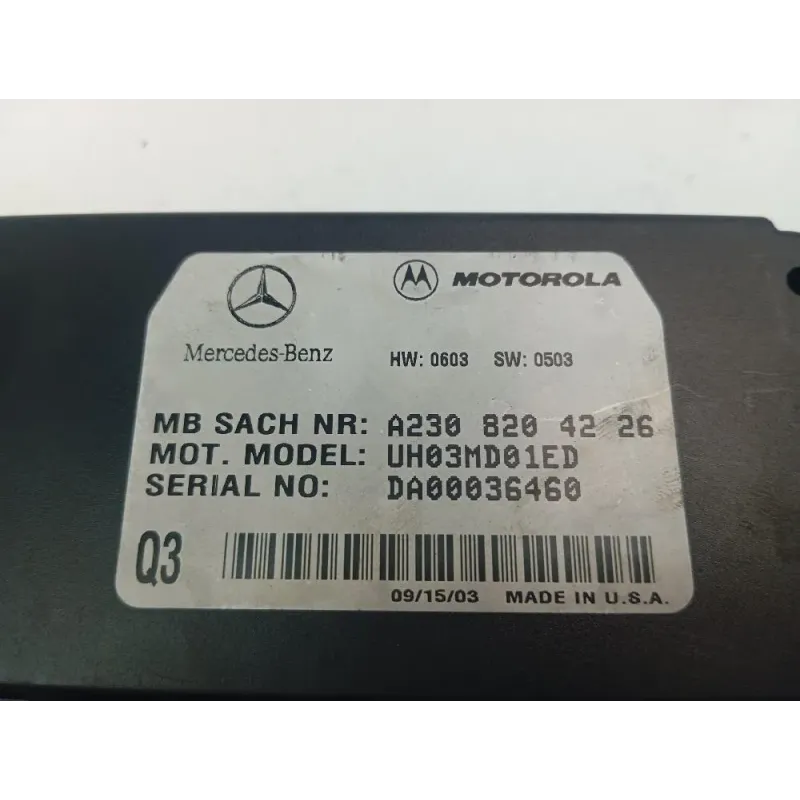 MOTOROLA
Mercedes-Benz
HW: 0603 SW: 0503
MB SACH NR: A230 820 42 26
MOT. MODEL: UH03MD01ED
SERIAL NO: DA00036460
Q3
09/15/03 MADE IN U.S.A.